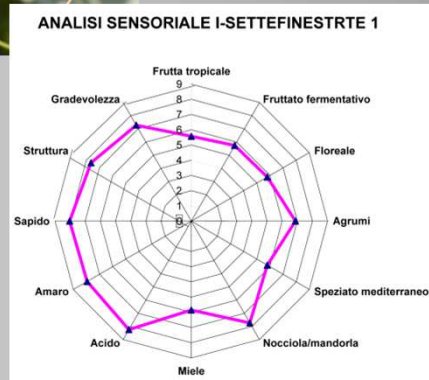 ANALISI SENSORIALE I-SETTEFINESTRTE 1
Frutta tropicale
Gradevolezza
Fruttato fermentativo
Struttura
Floreale
Sapido
Agrumi
Amaro
Speziato mediterraneo
Acido
Nocciola/mandorla
Miele
9
8
7
6
5
4
3
2
1
0